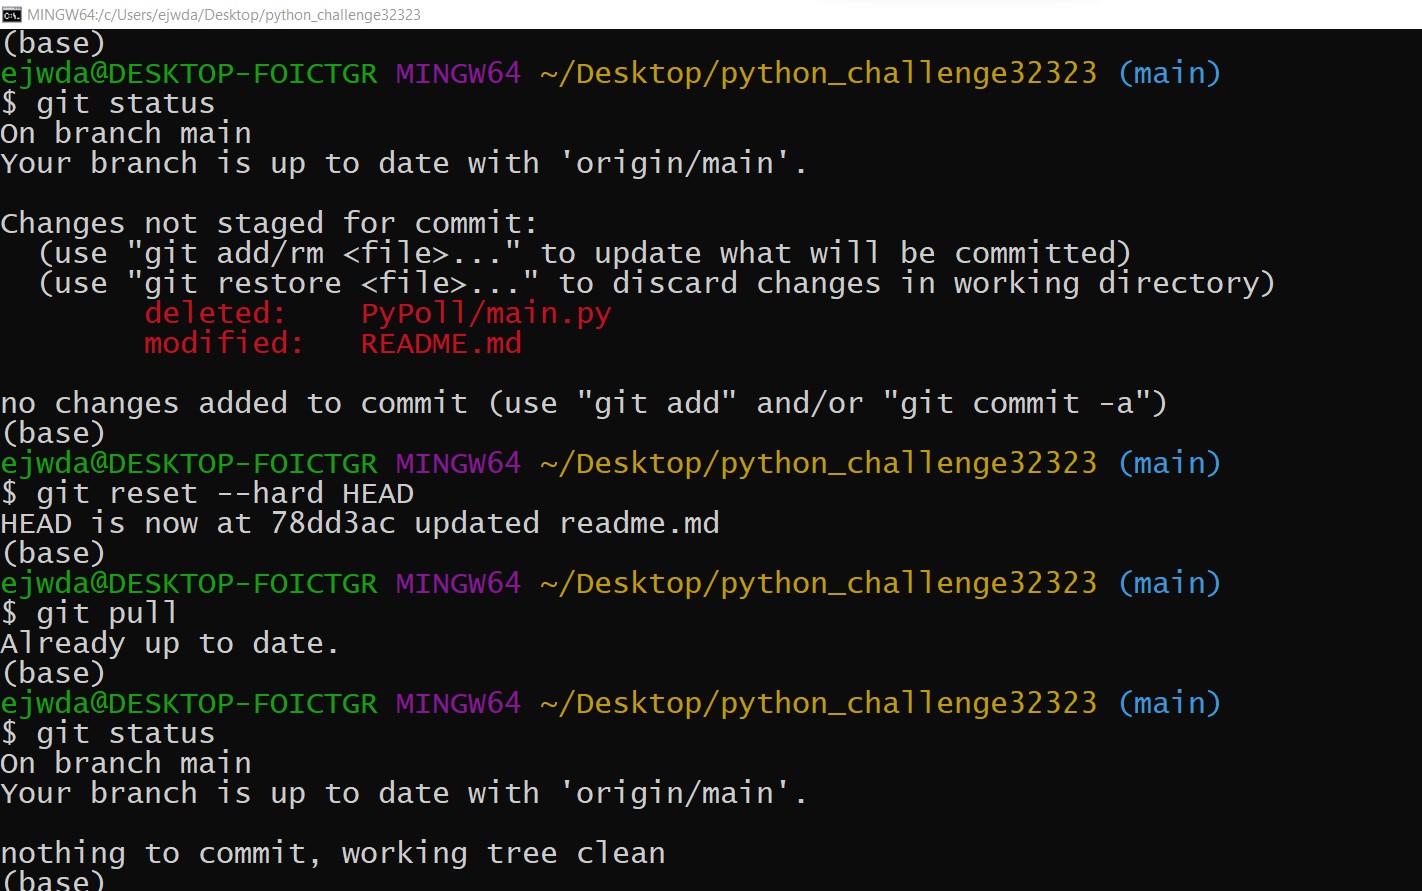 MINGW64:/c/Users/ejwda/Desktop/python_challenge32323
(base)
ejwda@DESKTOP-FOICTGR MINGW64 ~/Desktop/python_challenge32323 (main)
$ git status
On branch main
Your branch is up to date with 'origin/main'.
Changes not staged for commit:
  (use "git add/rm <file>..." to update what will be committed)
  (use "git restore <file>..." to discard changes in working directory)
        deleted:    PyPoll/main.py
        modified:   README.md
no changes added to commit (use "git add" and/or "git commit -a")
(base)
ejwda@DESKTOP-FOICTGR MINGW64 ~/Desktop/python_challenge32323 (main)
$ git reset --hard HEAD
HEAD is now at 78dd3ac updated readme.md
(base)
ejwda@DESKTOP-FOICTGR MINGW64 ~/Desktop/python_challenge32323 (main)
$ git pull
Already up to date.
(base)
ejwda@DESKTOP-FOICTGR MINGW64 ~/Desktop/python_challenge32323 (main)
$ git status
On branch main
Your branch is up to date with 'origin/main'.
nothing to commit, working tree clean
(base)